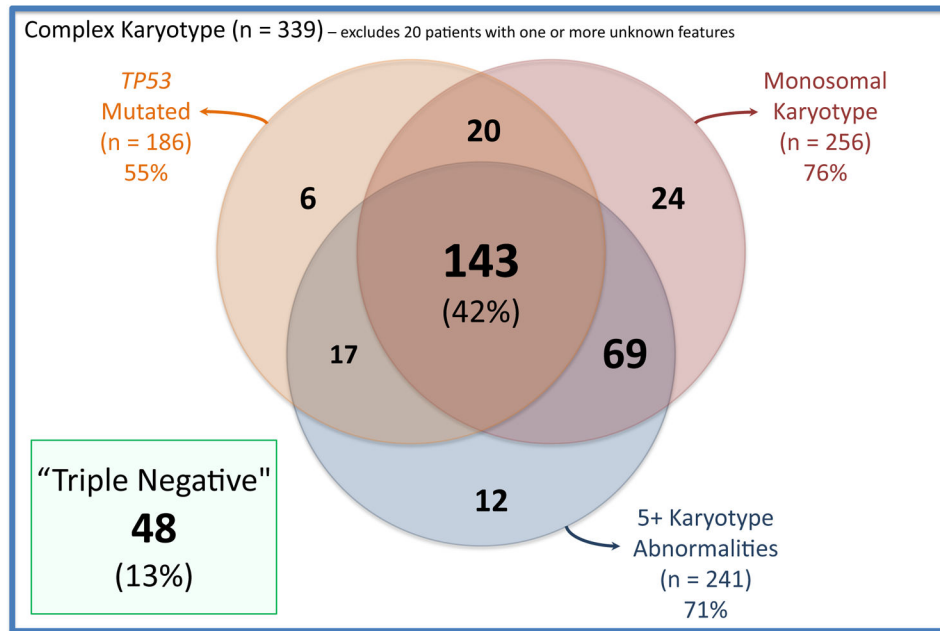 Complex Karyotype (n = 339) – excludes 20 patients with one or more unknown features
TP53
Mutated
(n = 186)
55%
Monosomal
Karyotype
(n = 256)
76%
20
6
24
143
(42%)
17
69
12
“Triple Negative"
48
(13%)
5+ Karyotype
Abnormalities
(n = 241)
71%